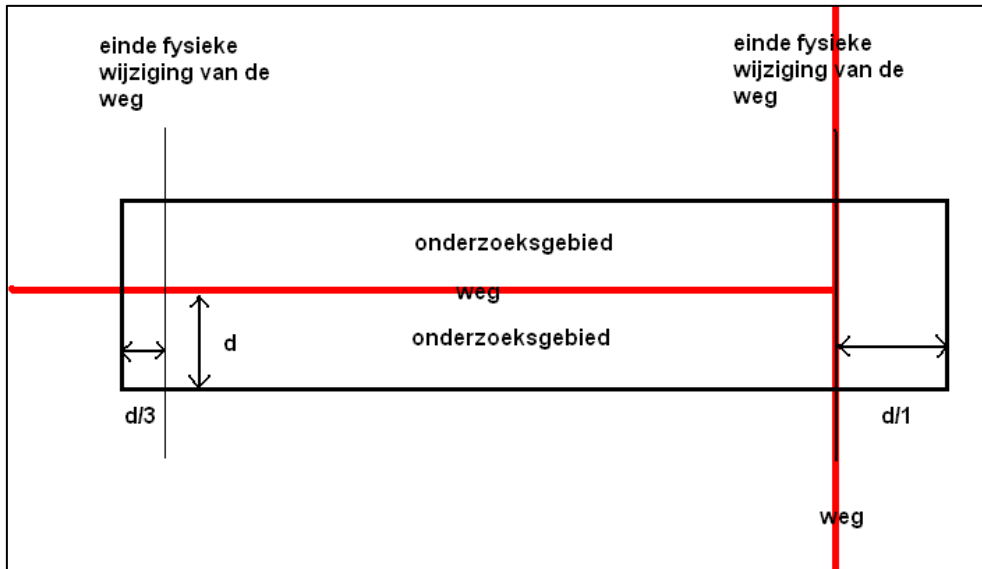 einde fysieke
wijziging van de
weg
einde fysieke
wijziging van de
weg
onderzoeksgebied
weg
onderzoeksgebied
d
d/3
d/1
weg